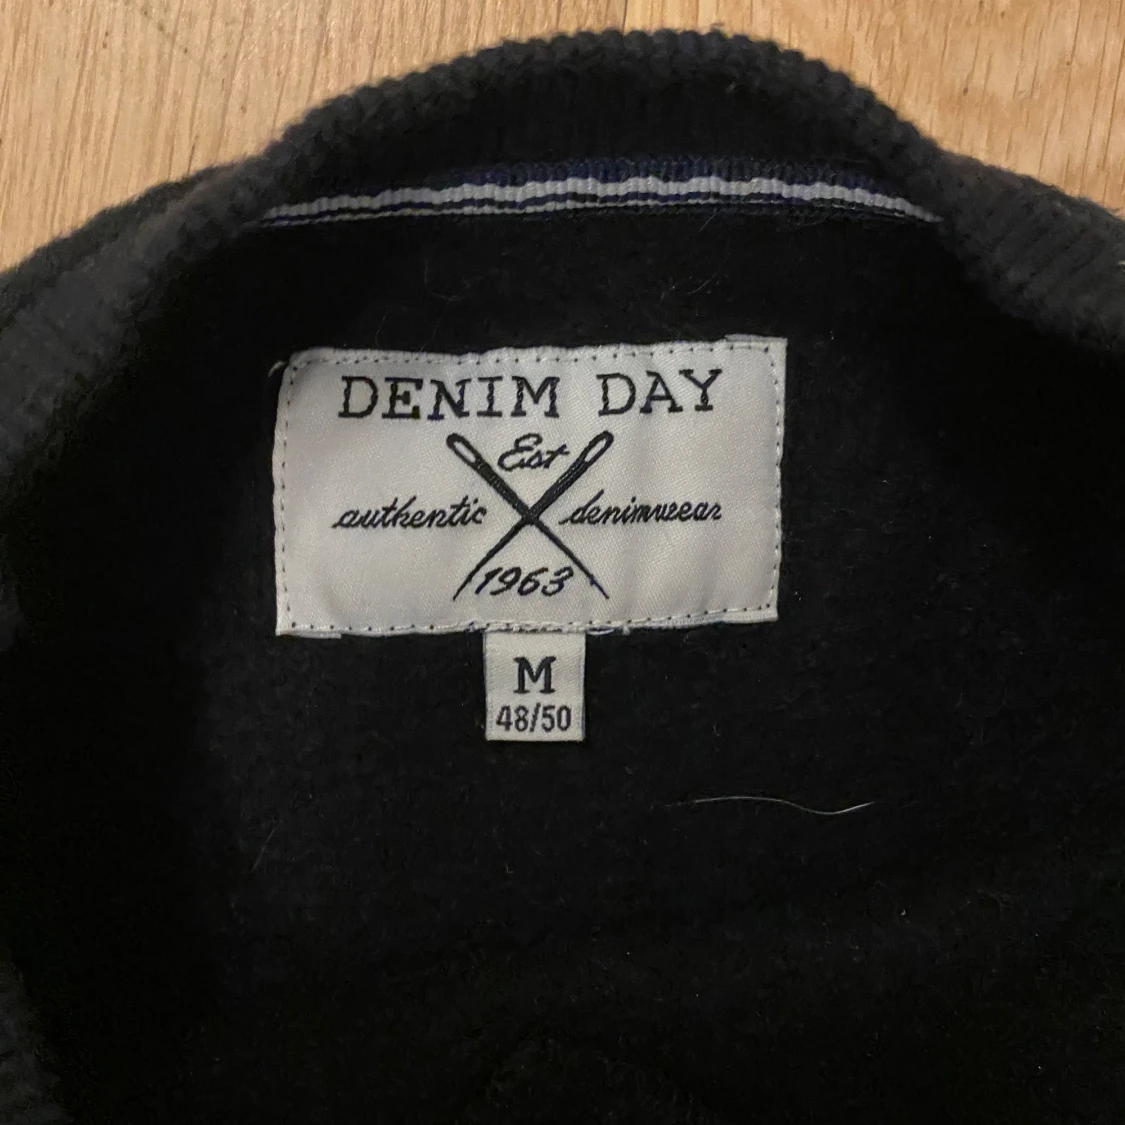 DENIM DAY
Est
authentic denimwear
1963
M
48/50